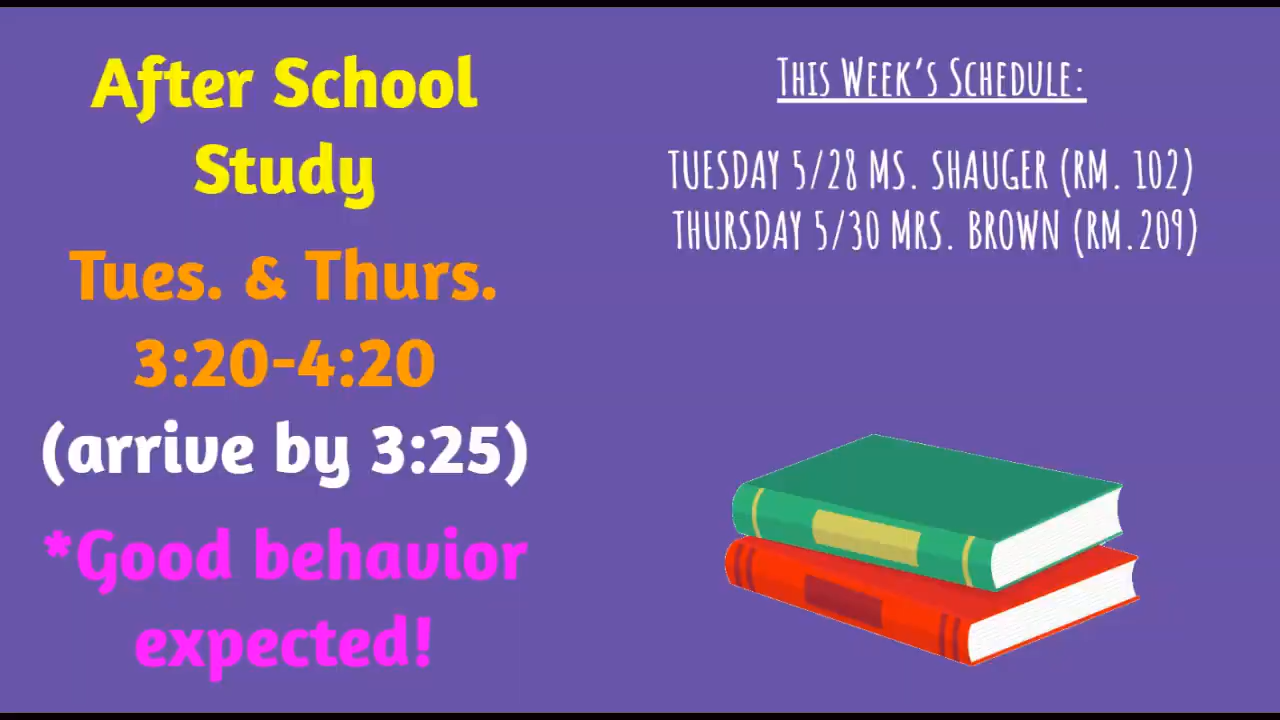 After School
Study
Tues. & Thurs.
3:20-4:20
(arrive by 3:25)
*Good behavior
expected!
This Week's Schedule:
TUESDAY 5/28 MS. SHAUGER (RM. 102)
THURSDAY 5/30 MRS. BROWN (RM.209)